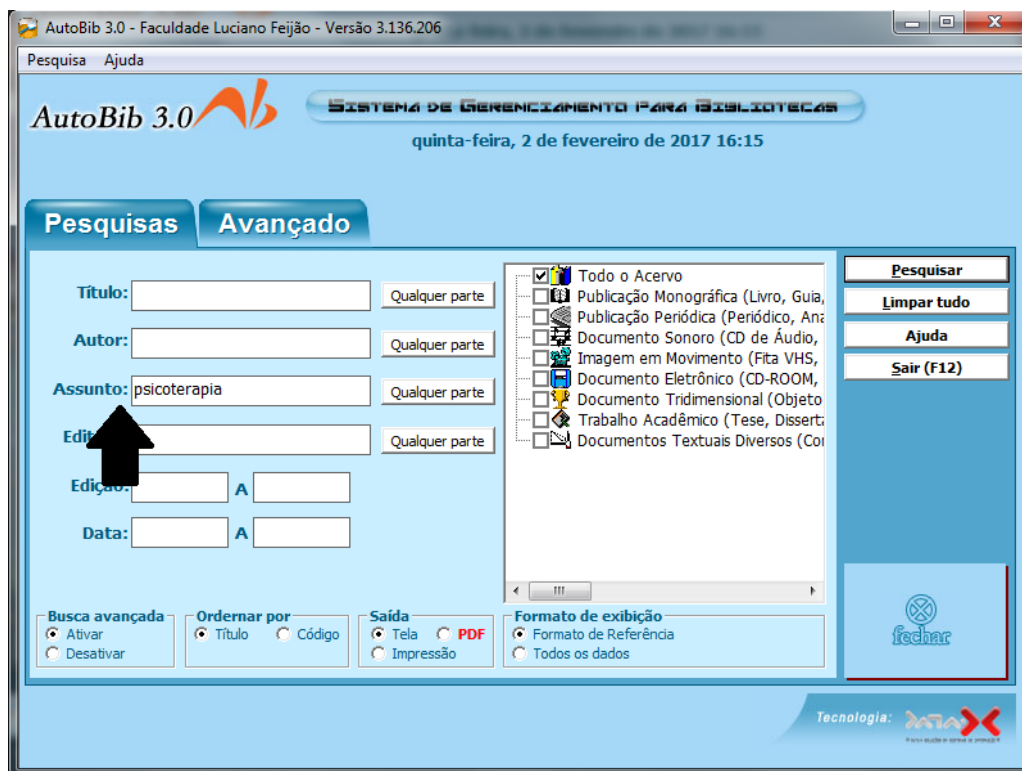 AutoBib 3.0 - Faculdade Luciano Feijão - Versão 3.136.206
Pesquisa Ajuda
AutoBib 3.0
Sistema de Gerenciamento Para Bibliotecas
quinta-feira, 2 de fevereiro de 2017 16:15
Pesquisas Avançado
Título: Qualquer parte
Autor: Qualquer parte
Assunto: psicoterapia Qualquer parte
Edit Qualquer parte
Edição: A
Data: A
Todo o Acervo
Publicação Monográfica (Livro, Guia,
Publicação Periódica (Periódico, Ana
Documento Sonoro (CD de Áudio,
Imagem em Movimento (Fita VHS,
Documento Eletrônico (CD-ROOM,
Documento Tridimensional (Objeto
Trabalho Acadêmico (Tese, Disserta
Documentos Textuais Diversos (Cor
Pesquisar
Limpar tudo
Ajuda
Sair (F12)
Busca avançada
Ativar
Desativar
Ordernar por
Título Código
Saída
Tela PDF
Impressão
Formato de exibição
Formato de Referência
Todos os dados
fechar
Tecnologia: